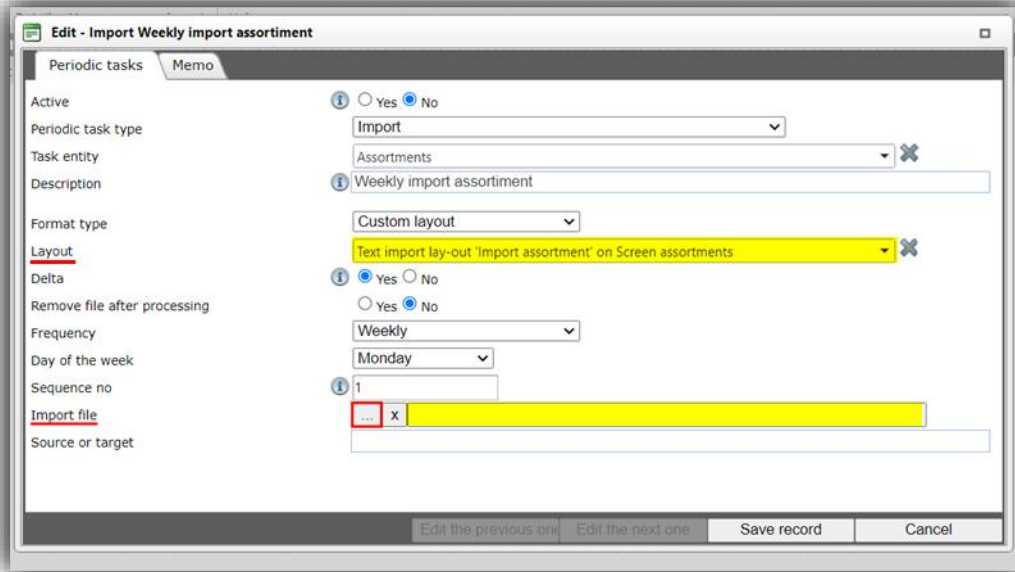 Edit - Import Weekly import assortiment
Periodic tasks Memo
Active Yes No
Periodic task type Import
Task entity Assortments
Description Weekly import assortiment
Format type Custom layout
Layout Text import lay-out 'Import assortment' on Screen assortments
Delta Yes No
Remove file after processing Yes No
Frequency Weekly
Day of the week Monday
Sequence no 1
Import file ... x
Source or target
Edit the previous one Edit the next one Save record Cancel